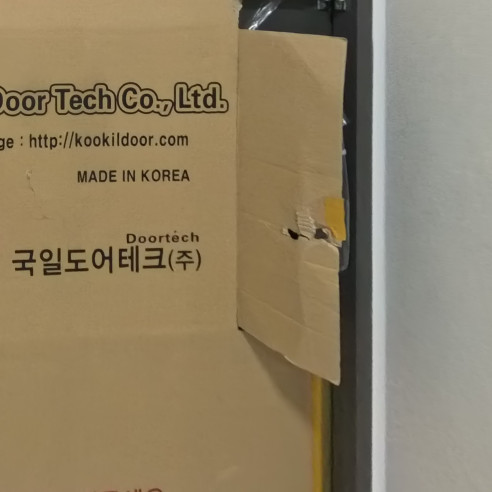 Door Tech Co., Ltd.
ge : http://kookildoor.com
MADE IN KOREA
Doortech
국일도어테크(주)